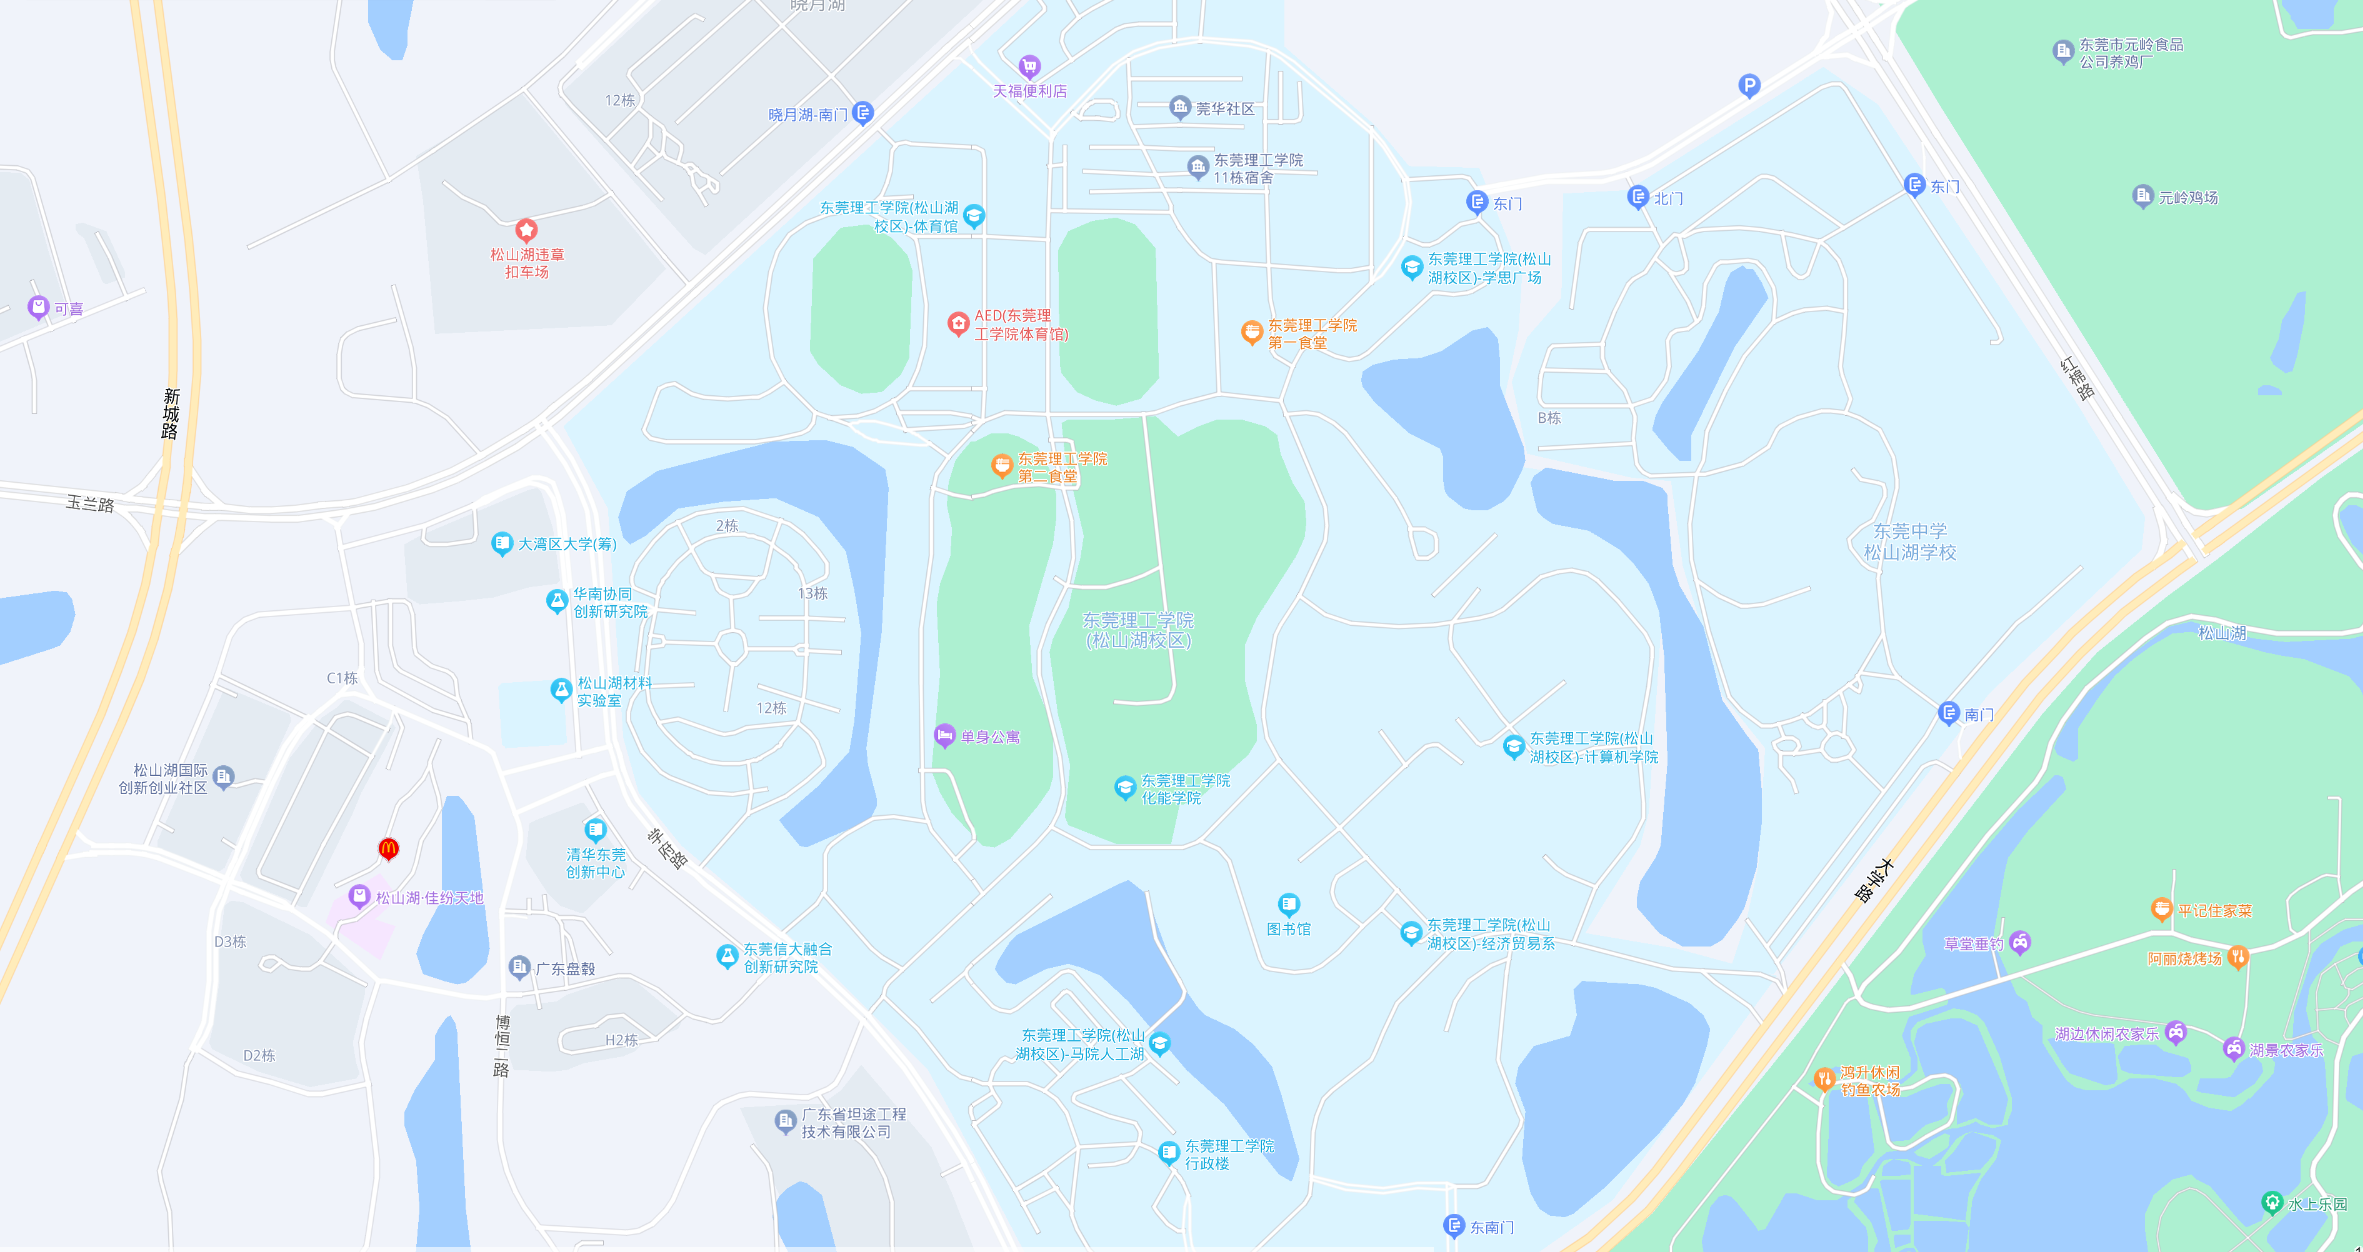 晓月湖
东莞市元岭食品
公司养鸡厂
天福便利店
12栋
晓月湖-南门
莞华社区
东莞理工学院
11栋宿舍
东门
北门
东门
元岭鸡场
东莞理工学院(松山湖
校区)-体育馆
松山湖违章
扣车场
东莞理工学院(松山
湖校区)-学思广场
可喜
AED(东莞理
工学院体育馆)
东莞理工学院
第一食堂
红棉路
新城路
B栋
东莞理工学院
第二食堂
玉兰路
2栋
大湾区大学(筹)
东莞中学
松山湖学校
华南协同
创新研究院
13栋
东莞理工学院
(松山湖校区)
松山湖
C1栋
松山湖材料
实验室
12栋
南门
单身公寓
东莞理工学院(松山
湖校区)-计算机学院
松山湖国际
创新创业社区
东莞理工学院
化能学院
学府路
清华东莞
创新中心
大学路
松山湖·佳纷天地
图书馆
东莞理工学院(松山
湖校区)-经济贸易系
平记住家菜
D3栋
草堂垂钓
阿丽烧烤场
东莞信大融合
创新研究院
广东盘毂
博恒二路
H2栋
D2栋
东莞理工学院(松山
湖校区)-马院人工湖
湖边休闲农家乐
湖景农家乐
鸿升休闲
钓鱼农场
广东省坦途工程
技术有限公司
东莞理工学院
行政楼
水上乐园
东南门